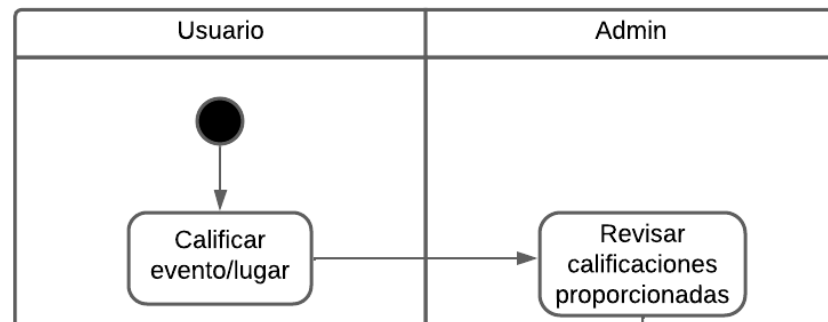 Usuario
Admin
Calificar
evento/lugar
Revisar
calificaciones
proporcionadas